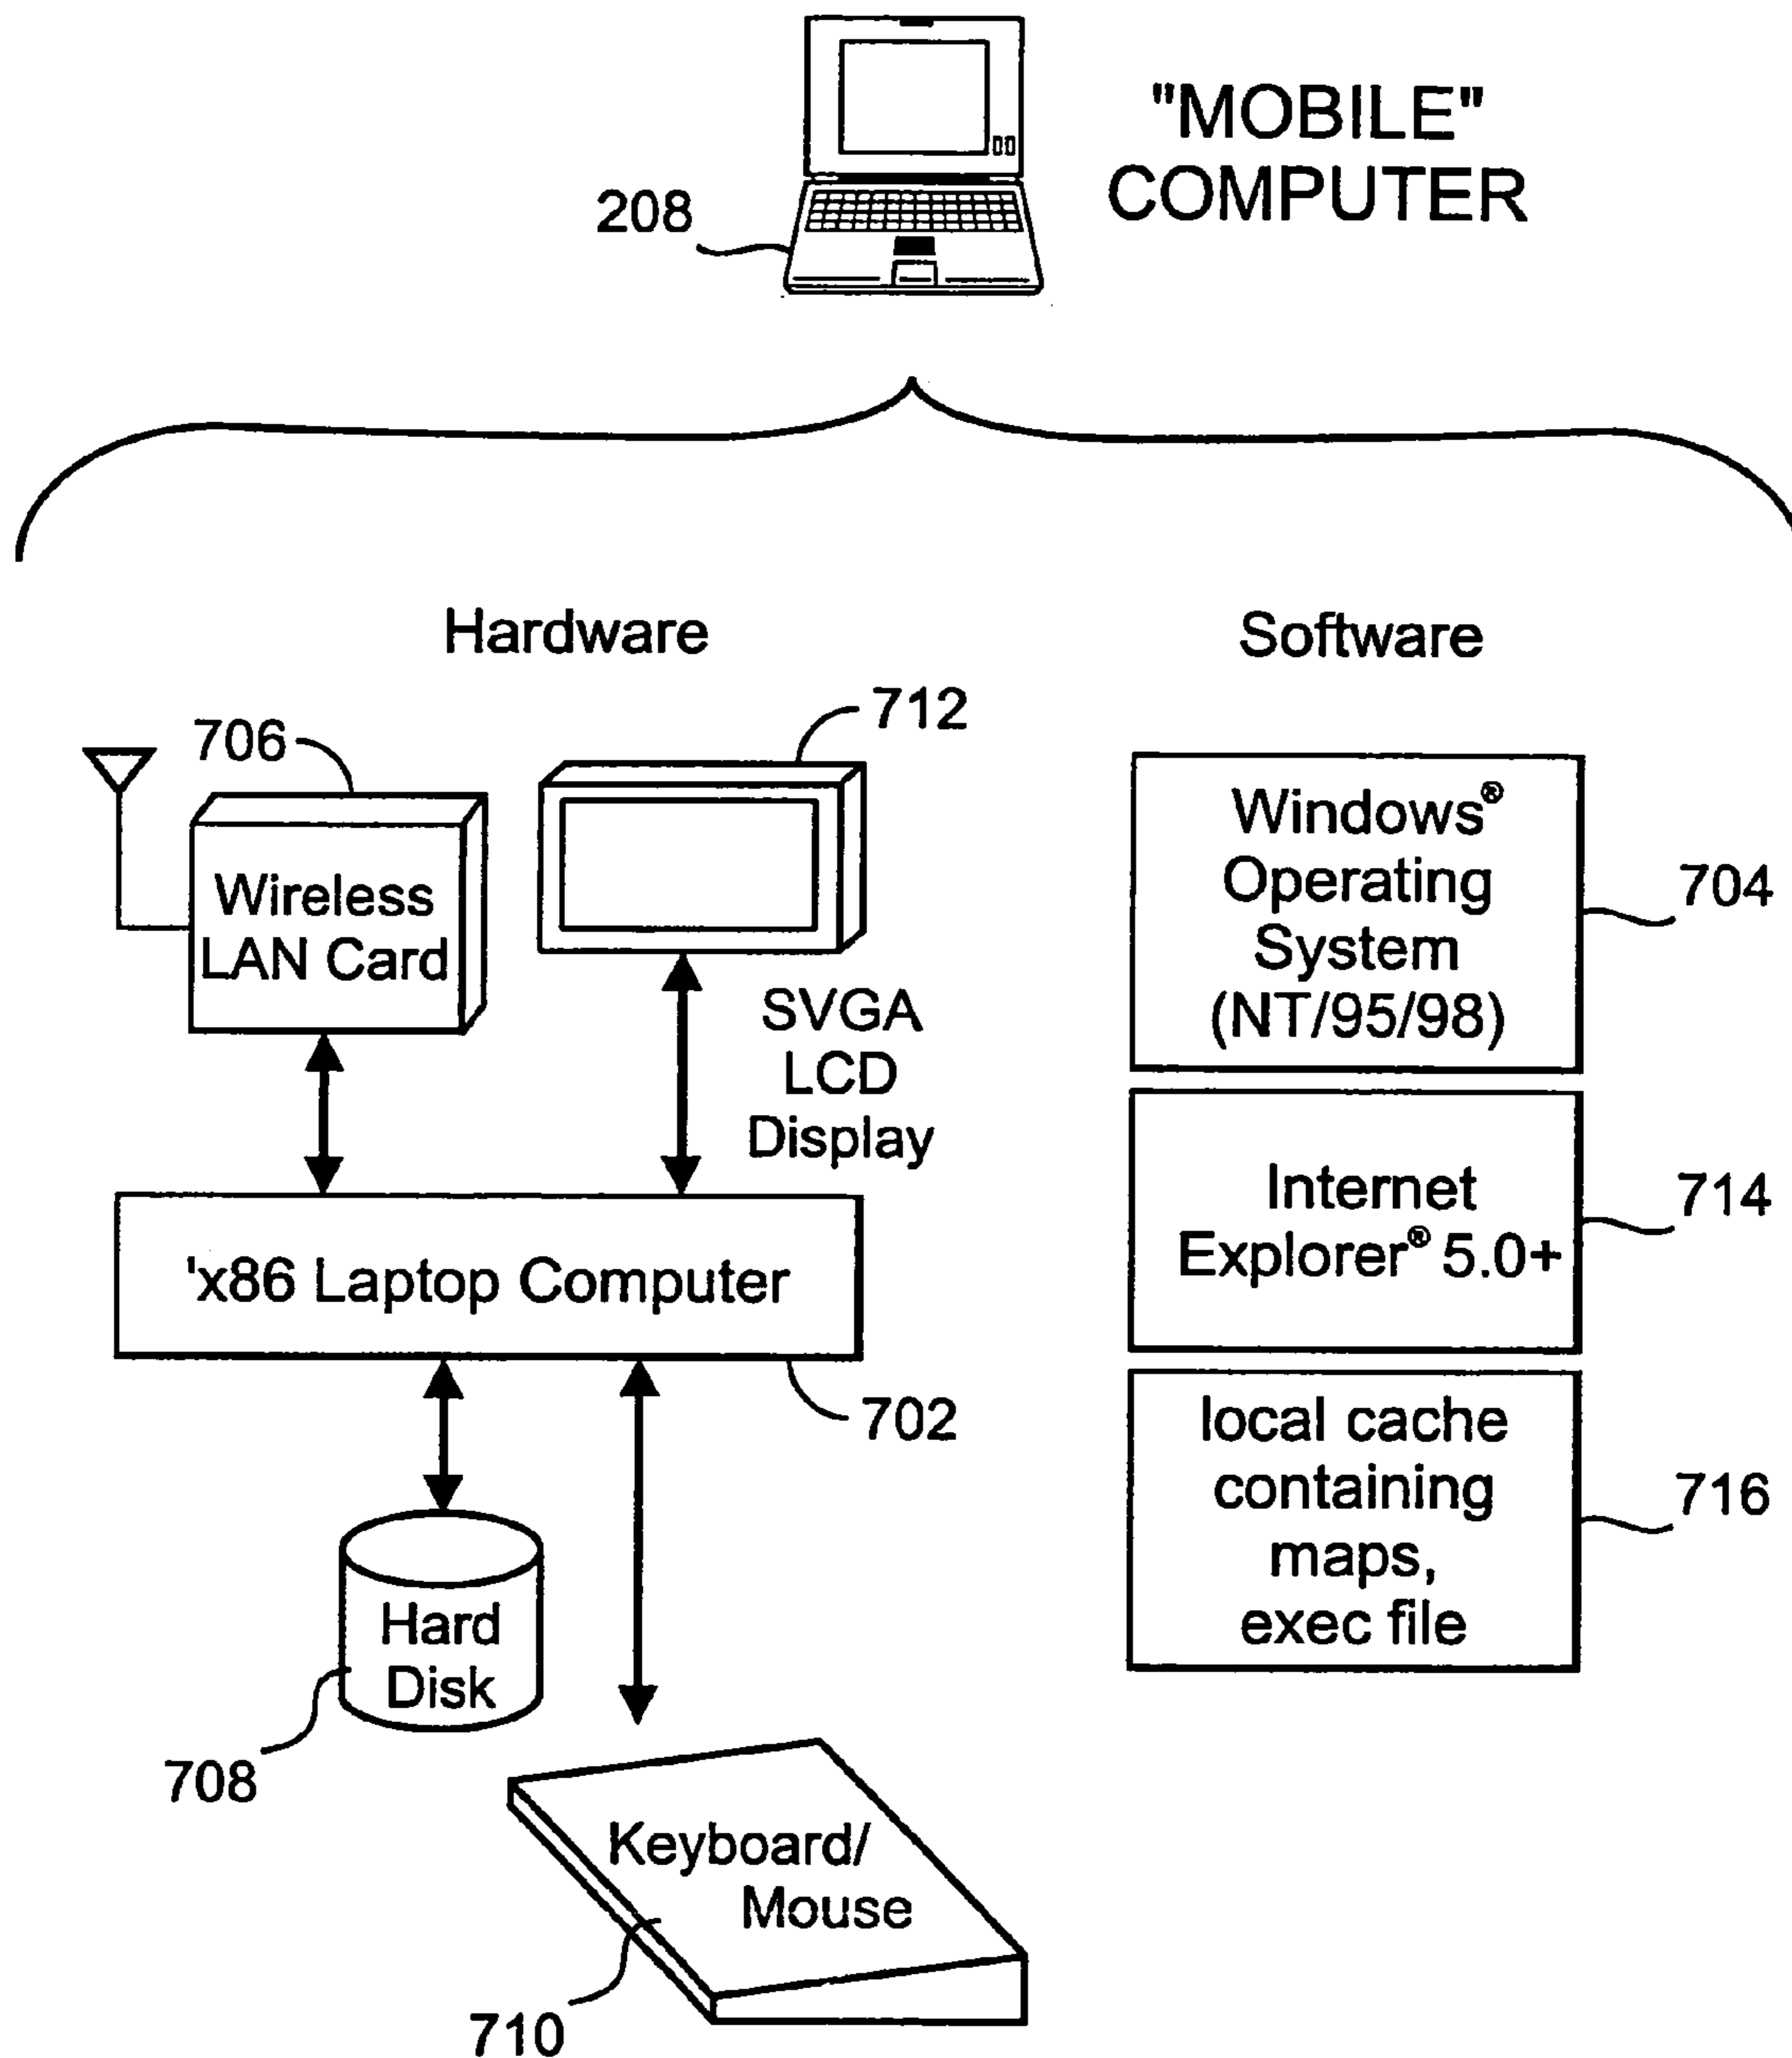 "MOBILE"
COMPUTER
208
Hardware
Software
706
712
Wireless
LAN Card
SVGA
LCD
Display
'x86 Laptop Computer
702
Hard
Disk
708
Keyboard/
Mouse
710
Windows®
Operating
System
(NT/95/98)
704
Internet
Explorer® 5.0+
714
local cache
containing
maps,
exec file
716